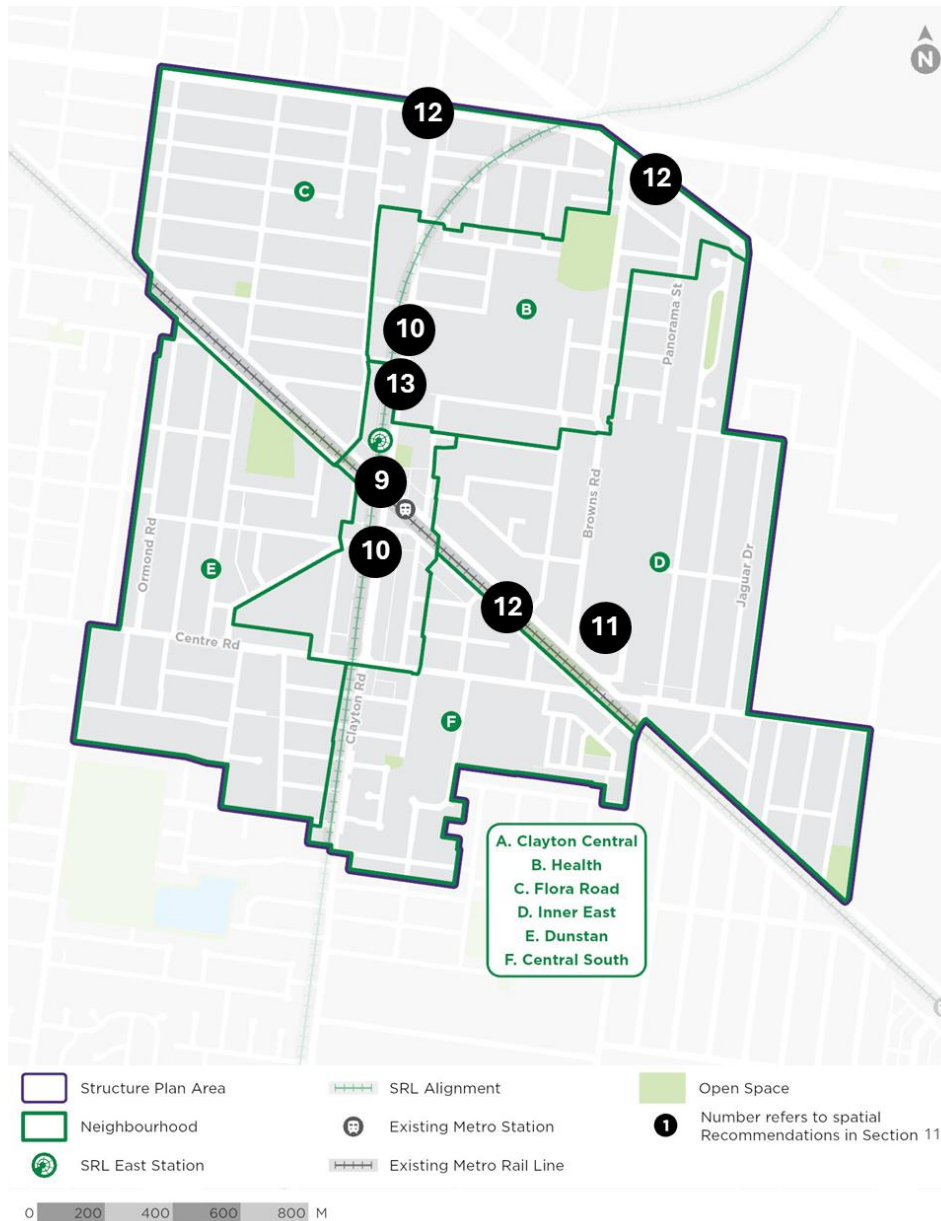 N
12
12
C
B
10
13
Panorama St
9
10
Browns Rd
Ormond Rd
E
D
Jaguar Dr
12
11
Centre Rd
Clayton Rd
F
A. Clayton Central
B. Health
C. Flora Road
D. Inner East
E. Dunstan
F. Central South
Structure Plan Area
SRL Alignment
Open Space
Neighbourhood
Existing Metro Station
1
Number refers to spatial
Recommendations in Section 11
SRL East Station
Existing Metro Rail Line
0 200 400 600 800 M